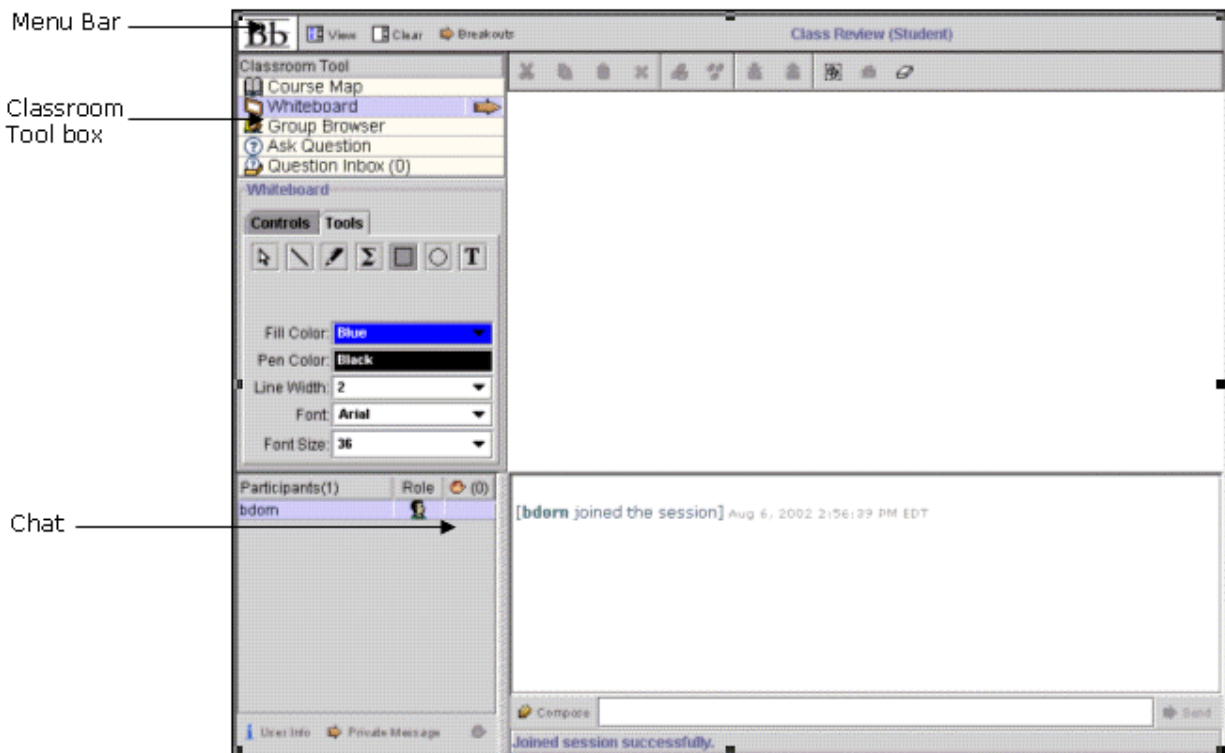 Menu Bar
Bb View Clear Breakouts Class Review (Student)
Classroom Tool
Course Map
Classroom
Tool box
Whiteboard
Group Browser
Ask Question
Question Inbox (0)
Whiteboard
Controls Tools
Σ T
Fill Color: Blue
Pen Color: Black
Line Width: 2
Font: Arial
Font Size: 36
Participants(1) Role (0)
bdorn
Chat
[bdorn joined the session] Aug 6, 2002 2:56:39 PM EDT
Compose Send
User Info Private Message
Joined session successfully.